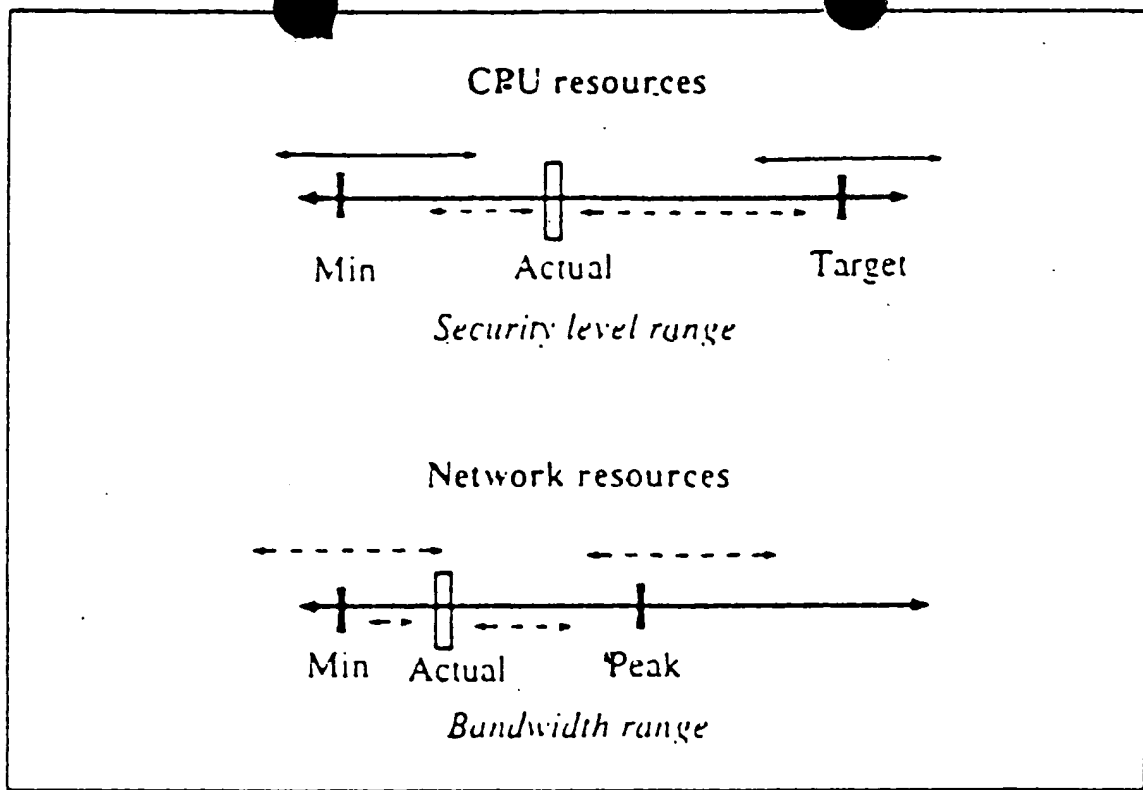 CPU resources
Min Actual Target
Security level range
Network resources
Min Actual Peak
Bandwidth range